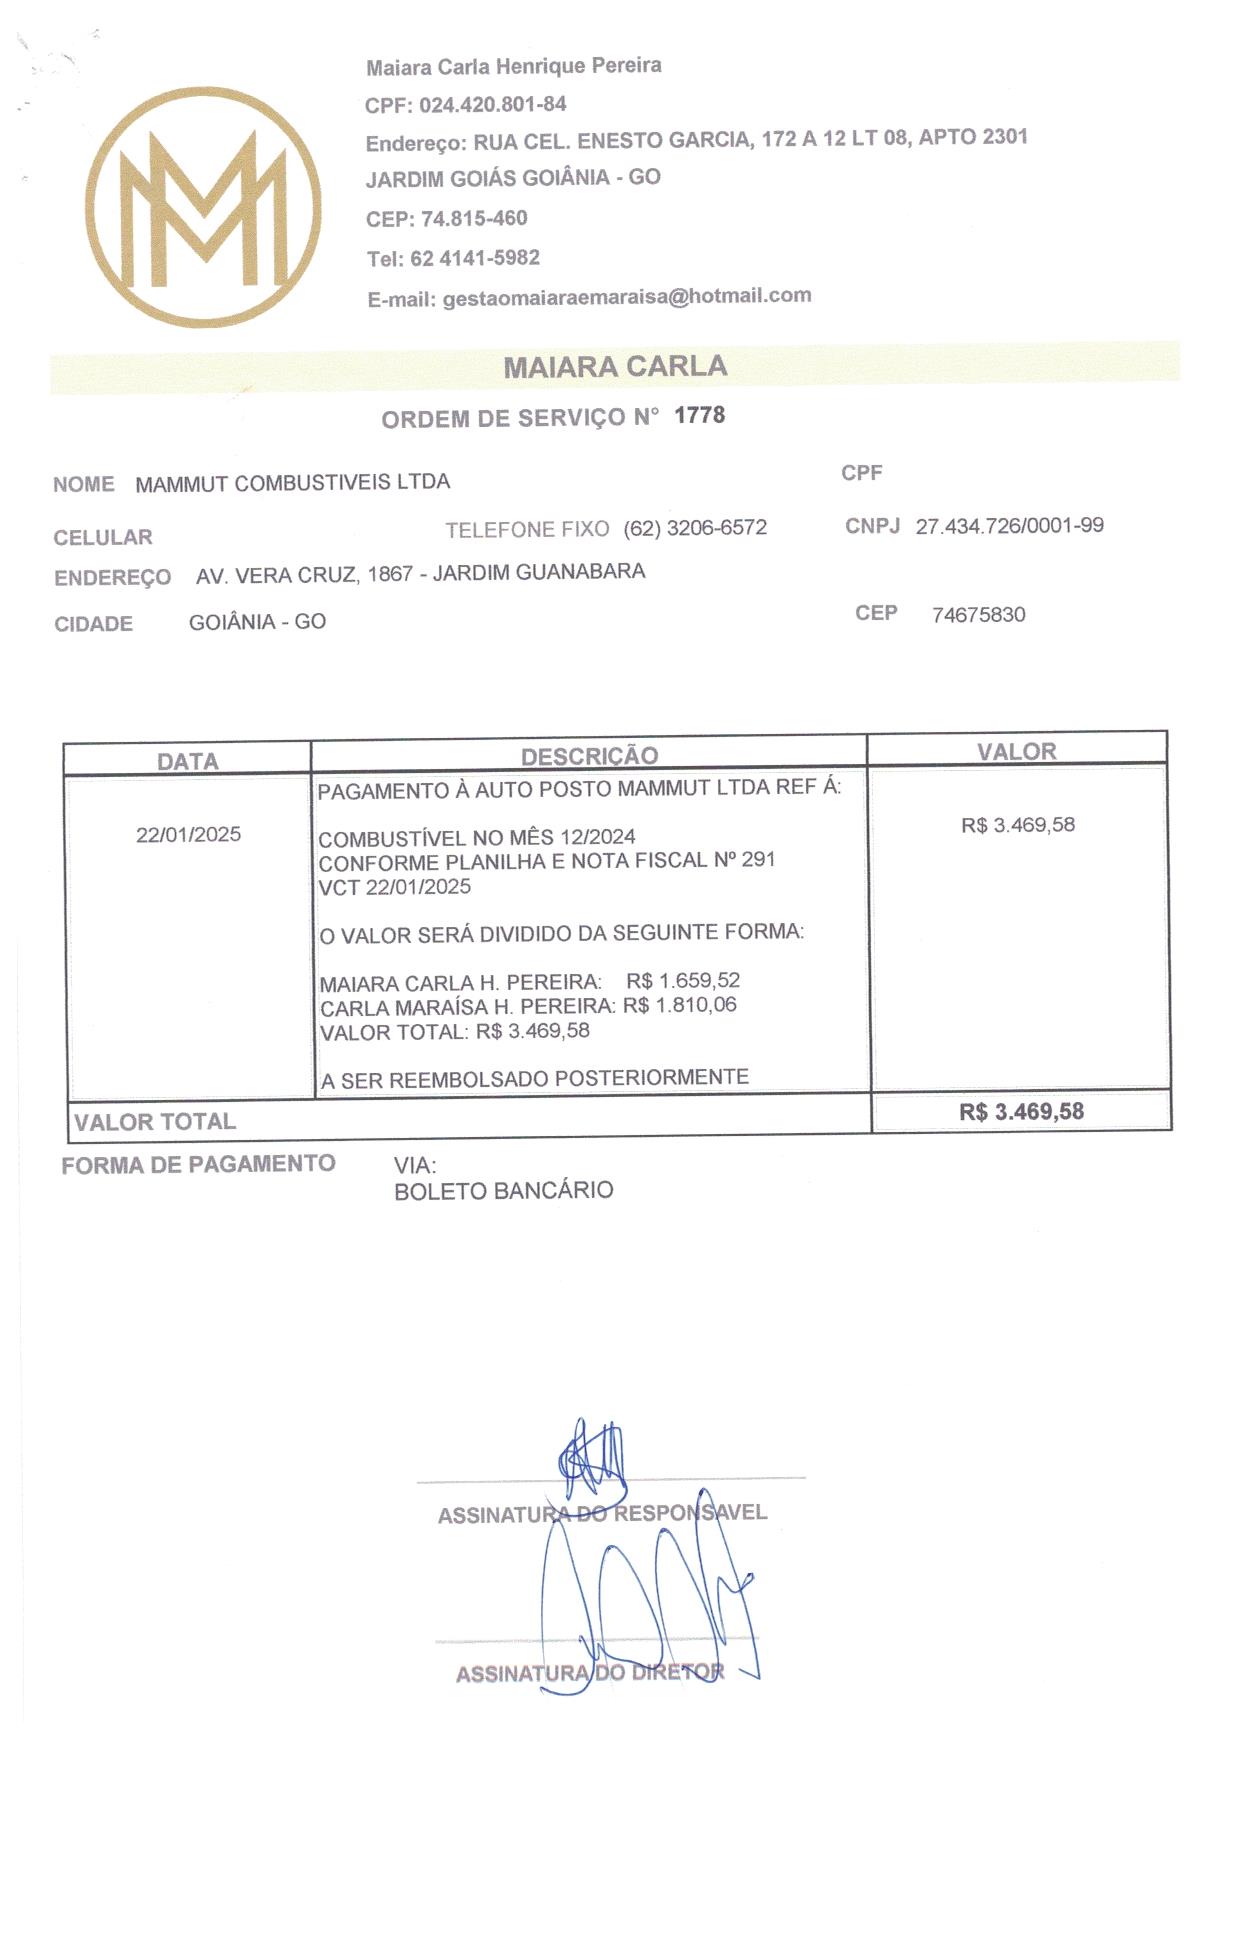 Maiara Carla Henrique Pereira
CPF: 024.420.801-84
Endereço: RUA CEL. ENESTO GARCIA, 172 A 12 LT 08, APTO 2301
JARDIM GOIÁS GOIÂNIA - GO
CEP: 74.815-460
Tel: 62 4141-5982
E-mail: gestaomaiaraemaraisa@hotmail.com
MAIARA CARLA
ORDEM DE SERVIÇO N° 1778
NOME MAMMUT COMBUSTIVEIS LTDA CPF
CELULAR TELEFONE FIXO (62) 3206-6572 CNPJ 27.434.726/0001-99
ENDEREÇO AV. VERA CRUZ, 1867 - JARDIM GUANABARA
CIDADE GOIÂNIA - GO CEP 74675830
DATA DESCRIÇÃO VALOR
PAGAMENTO À AUTO POSTO MAMMUT LTDA REF Á:
22/01/2025 COMBUSTÍVEL NO MÊS 12/2024 R$ 3.469,58
CONFORME PLANILHA E NOTA FISCAL Nº 291
VCT 22/01/2025
O VALOR SERÁ DIVIDIDO DA SEGUINTE FORMA:
MAIARA CARLA H. PEREIRA: R$ 1.659,52
CARLA MARAÍSA H. PEREIRA: R$ 1.810,06
VALOR TOTAL: R$ 3.469,58
A SER REEMBOLSADO POSTERIORMENTE
VALOR TOTAL R$ 3.469,58
FORMA DE PAGAMENTO VIA:
BOLETO BANCÁRIO
ASSINATURA DO RESPONSAVEL
ASSINATURA DO DIRETOR